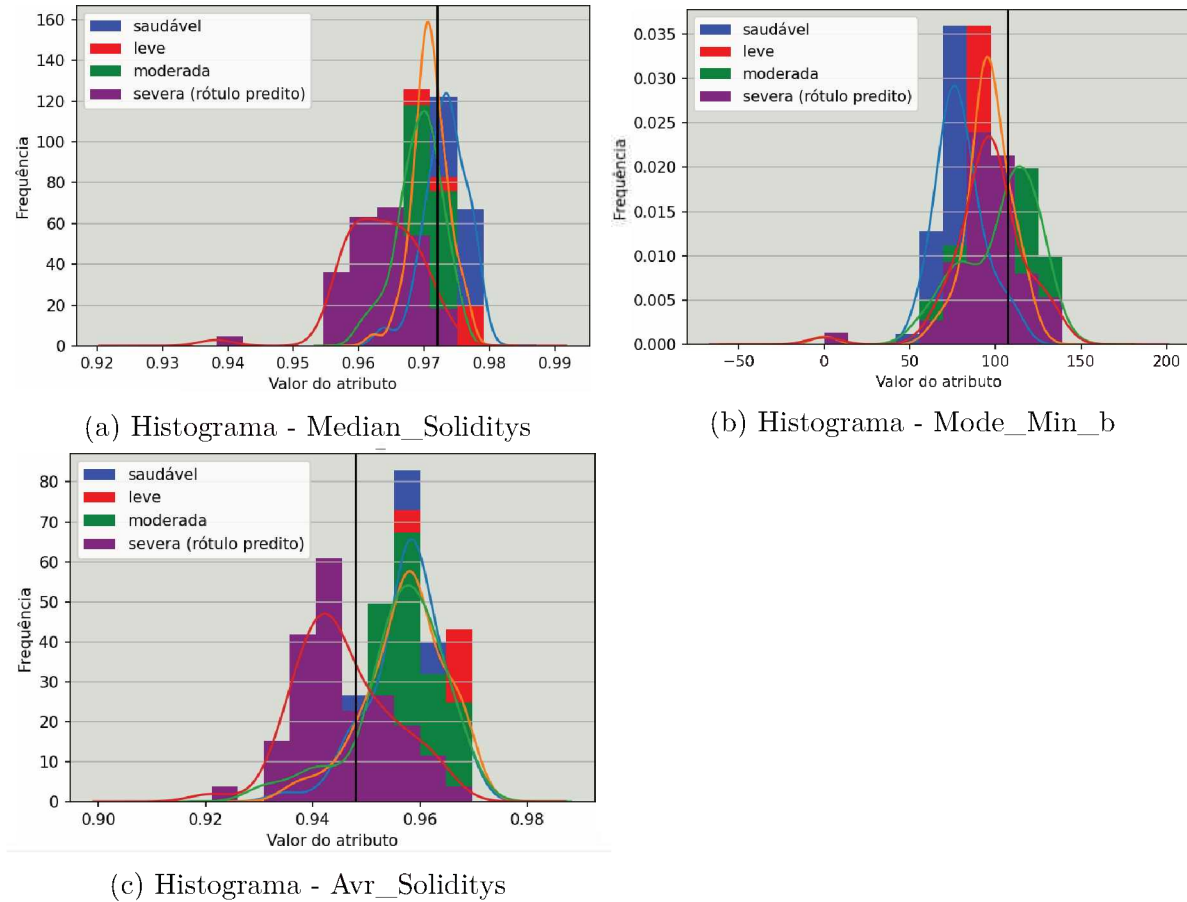 160
140
120
100
80
60
40
20
0
Frequência
saudável
leve
moderada
severa (rótulo predito)
0.92 0.93 0.94 0.95 0.96 0.97 0.98 0.99
Valor do atributo
(a) Histograma - Median_Soliditys
0.035
0.030
0.025
0.020
0.015
0.010
0.005
0.000
Frequência
saudável
leve
moderada
severa (rótulo predito)
−50 0 50 100 150 200
Valor do atributo
(b) Histograma - Mode_Min_b
80
70
60
50
40
30
20
10
0
Frequência
saudável
leve
moderada
severa (rótulo predito)
0.90 0.92 0.94 0.96 0.98
Valor do atributo
(c) Histograma - Avr_Soliditys